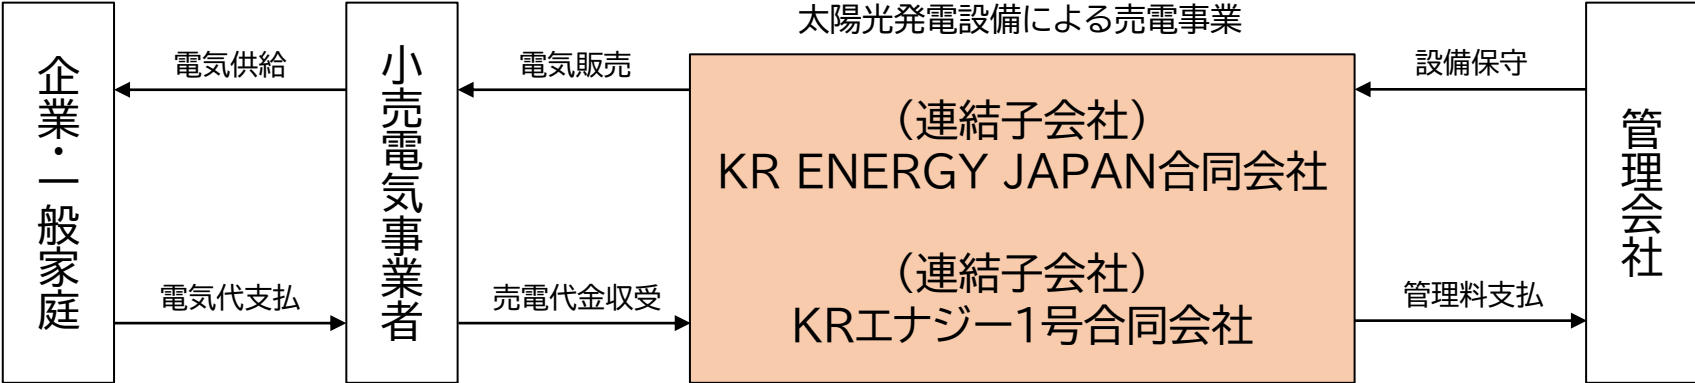 太陽光発電設備による売電事業
企業・一般家庭
電気供給
電気代支払
小売電気事業者
電気販売
売電代金収受
（連結子会社）
KR ENERGY JAPAN合同会社
（連結子会社）
KRエナジー1号合同会社
設備保守
管理料支払
管理会社